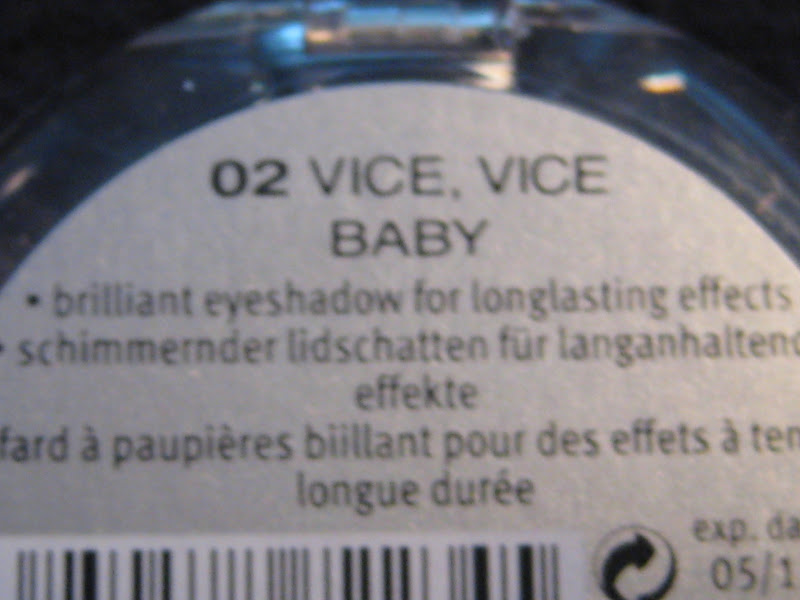 02 VICE, VICE
BABY
• brilliant eyeshadow for longlasting effects
• schimmernder lidschatten für langanhaltend
effekte
fard à paupières biillant pour des effets à ten
longue durée
exp. da
05/1